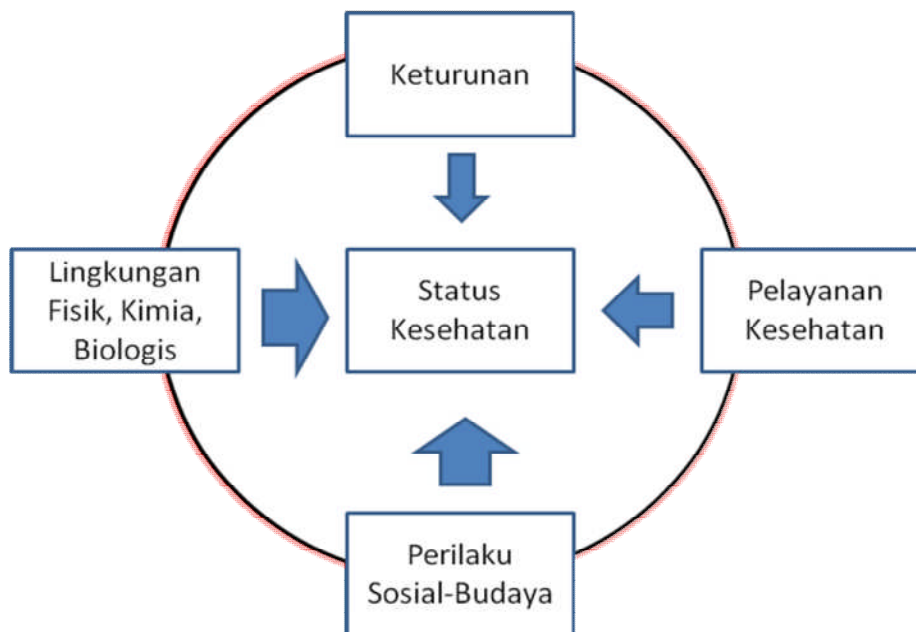 Keturunan
Lingkungan
Fisik, Kimia,
Biologis
Status
Kesehatan
Pelayanan
Kesehatan
Perilaku
Sosial-Budaya